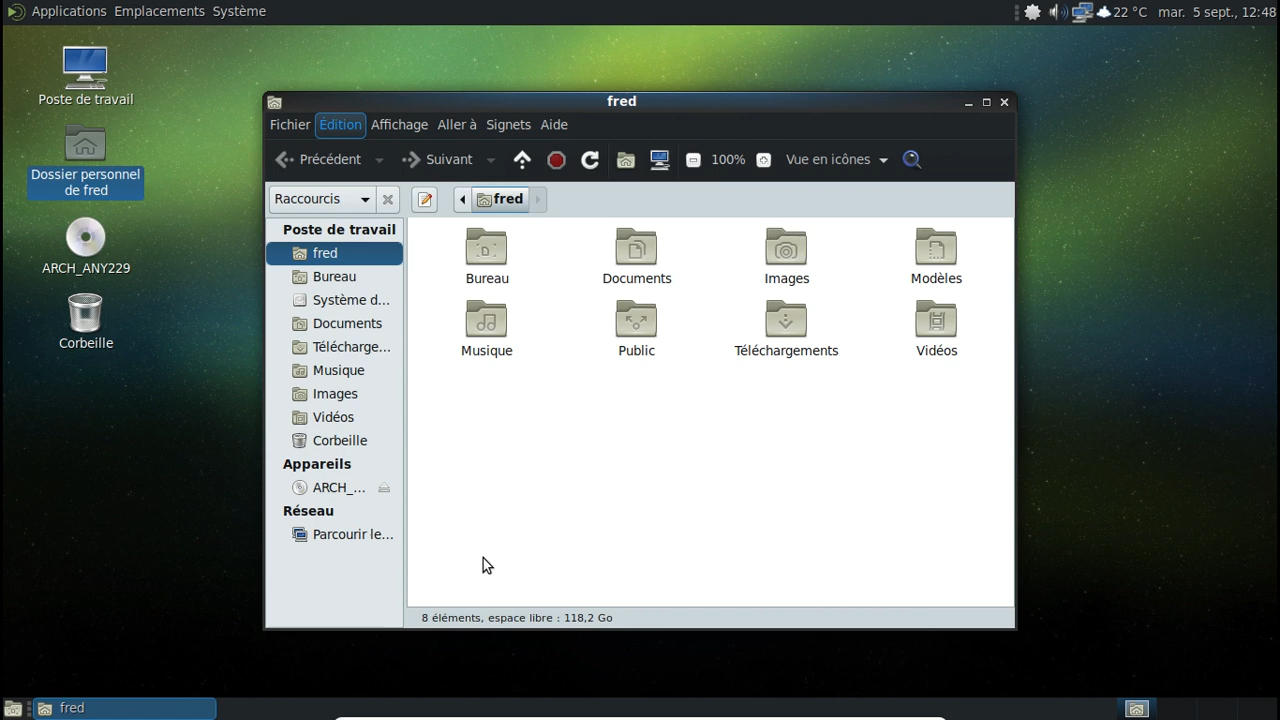 Applications Emplacements Système
22 °C mar. 5 sept., 12:48
Poste de travail
Dossier personnel
de fred
ARCH_ANY229
Corbeille
fred
Fichier Édition Affichage Aller à Signets Aide
Précédent Suivant 100% Vue en icônes
Raccourcis fred
Poste de travail
fred
Bureau
Système d...
Documents
Télécharge...
Musique
Images
Vidéos
Corbeille
Appareils
ARCH_...
Réseau
Parcourir le...
Bureau Documents Images Modèles
Musique Public Téléchargements Vidéos
8 éléments, espace libre : 118,2 Go
fred